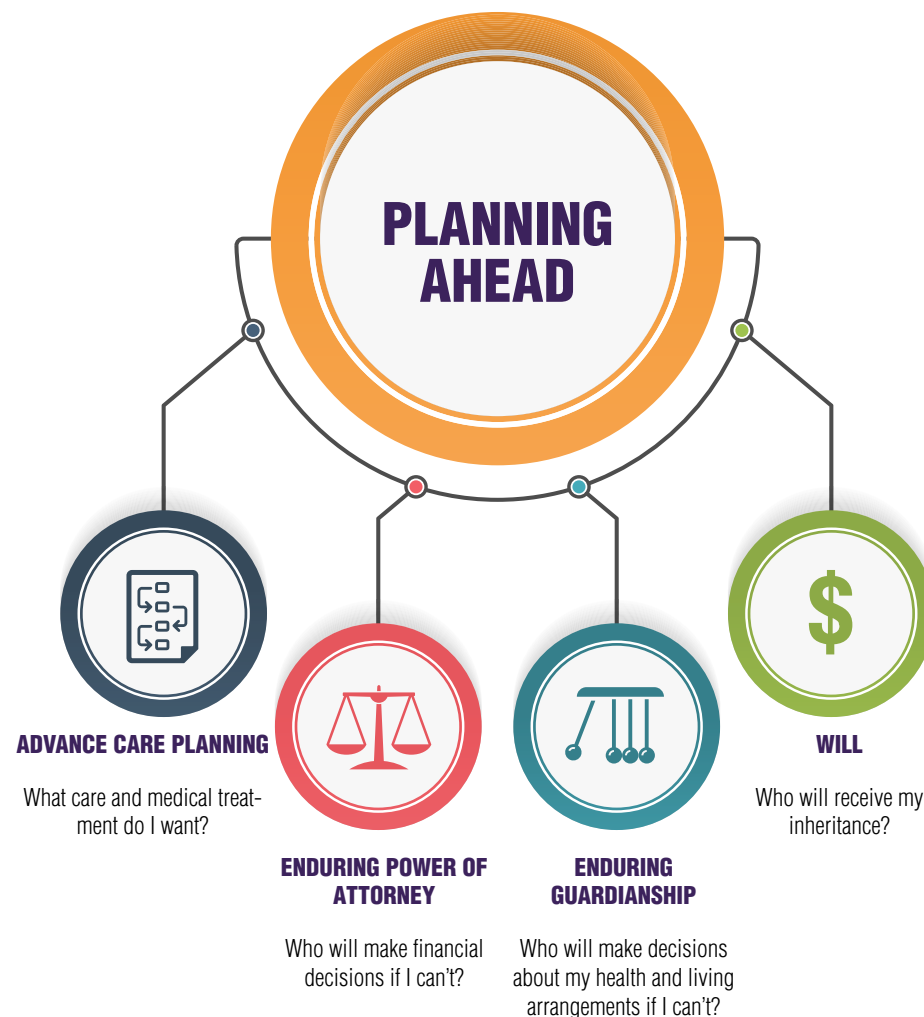 PLANNING
AHEAD
$
ADVANCE CARE PLANNING
What care and medical treat-
ment do I want?
ENDURING POWER OF
ATTORNEY
Who will make financial
decisions if I can't?
ENDURING
GUARDIANSHIP
Who will make decisions
about my health and living
arrangements if I can't?
WILL
Who will receive my
inheritance?